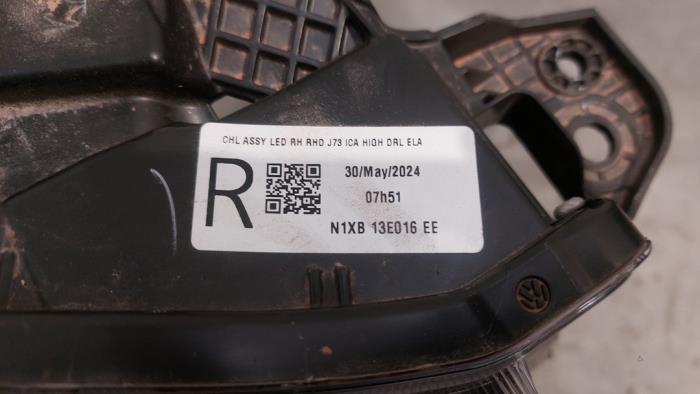 CHL ASSY LED RH RHD J73 ICA HIGH DRL ELA
R
30/May/2024
07h51
N1XB 13E016 EE